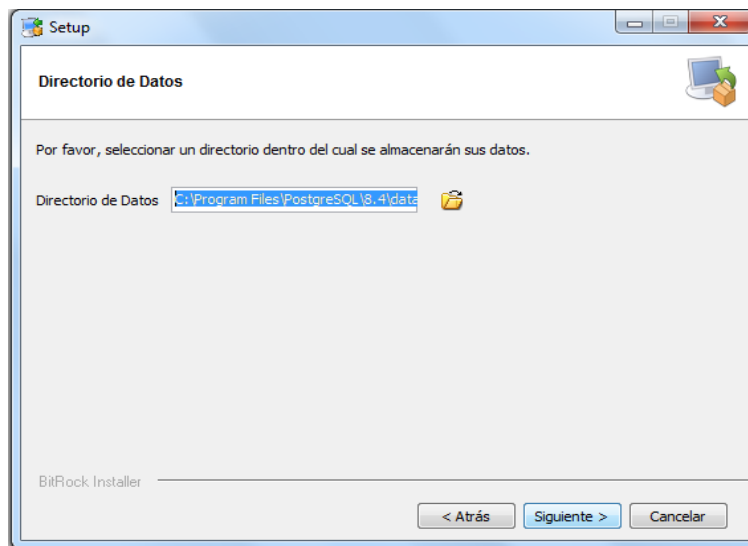 Setup
Directorio de Datos
Por favor, seleccionar un directorio dentro del cual se almacenarán sus datos.
Directorio de Datos C:\Program Files\PostgreSQL\8.4\data
BitRock Installer
< Atrás Siguiente > Cancelar